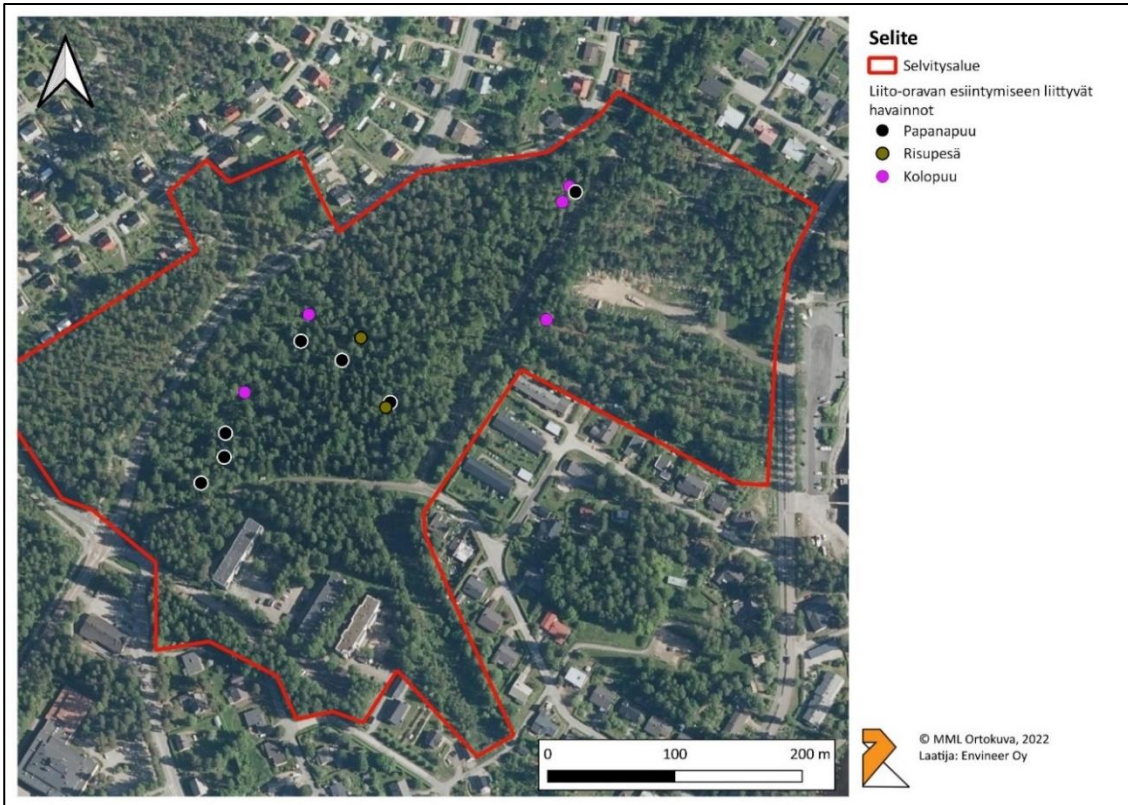 Selite
Selvitysalue
Liito-oravan esiintymiseen liittyvät
havainnot
Papanapuu
Risupesä
Kolopuu
0 100 200 m
© MML Ortokuva, 2022
Laatija: Envineer Oy